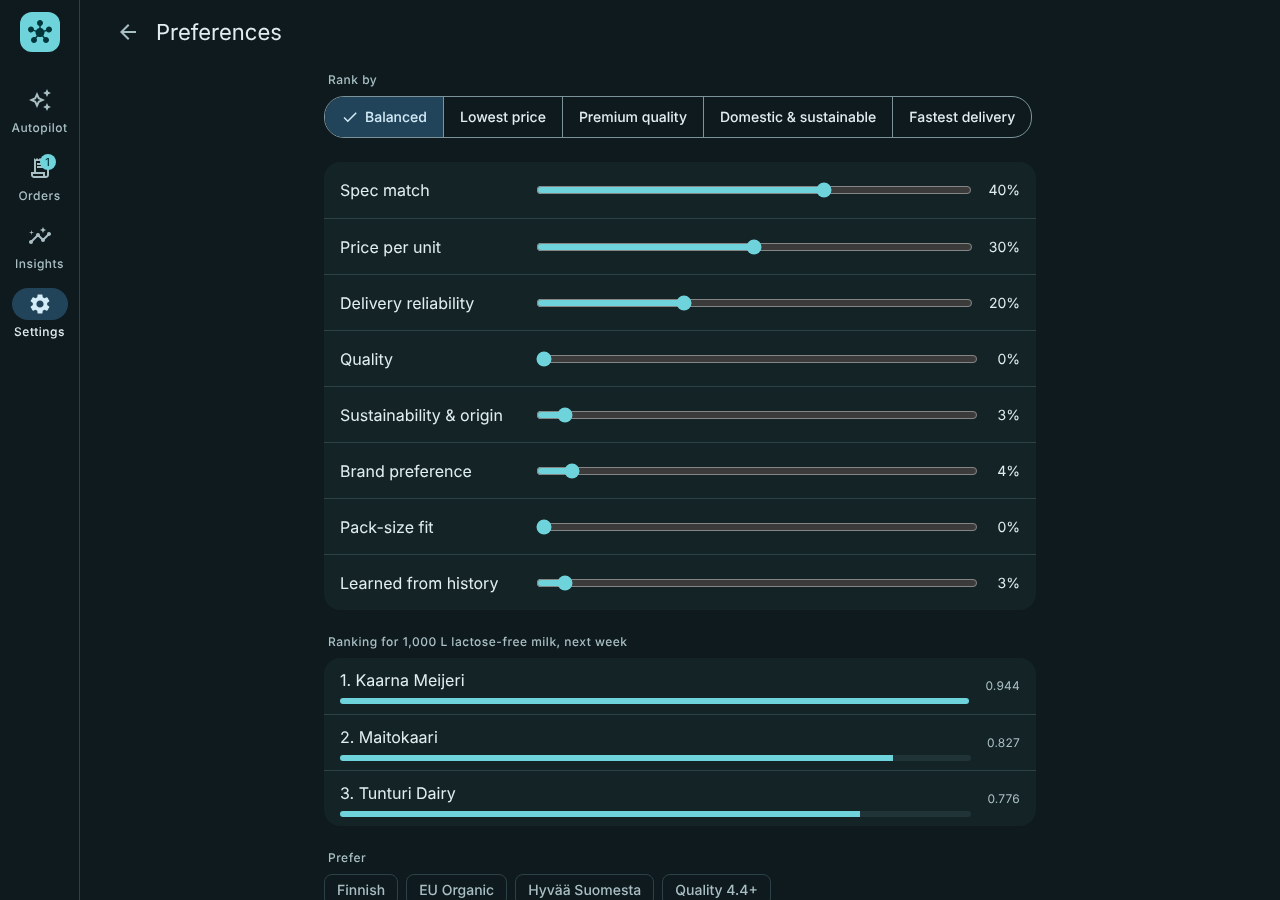 Preferences
Autopilot
1
Orders
Insights
Settings
Rank by
Balanced
Lowest price
Premium quality
Domestic & sustainable
Fastest delivery
Spec match 40%
Price per unit 30%
Delivery reliability 20%
Quality 0%
Sustainability & origin 3%
Brand preference 4%
Pack-size fit 0%
Learned from history 3%
Ranking for 1,000 L lactose-free milk, next week
1. Kaarna Meijeri 0.944
2. Maitokaari 0.827
3. Tunturi Dairy 0.776
Prefer
Finnish
EU Organic
Hyvää Suomesta
Quality 4.4+